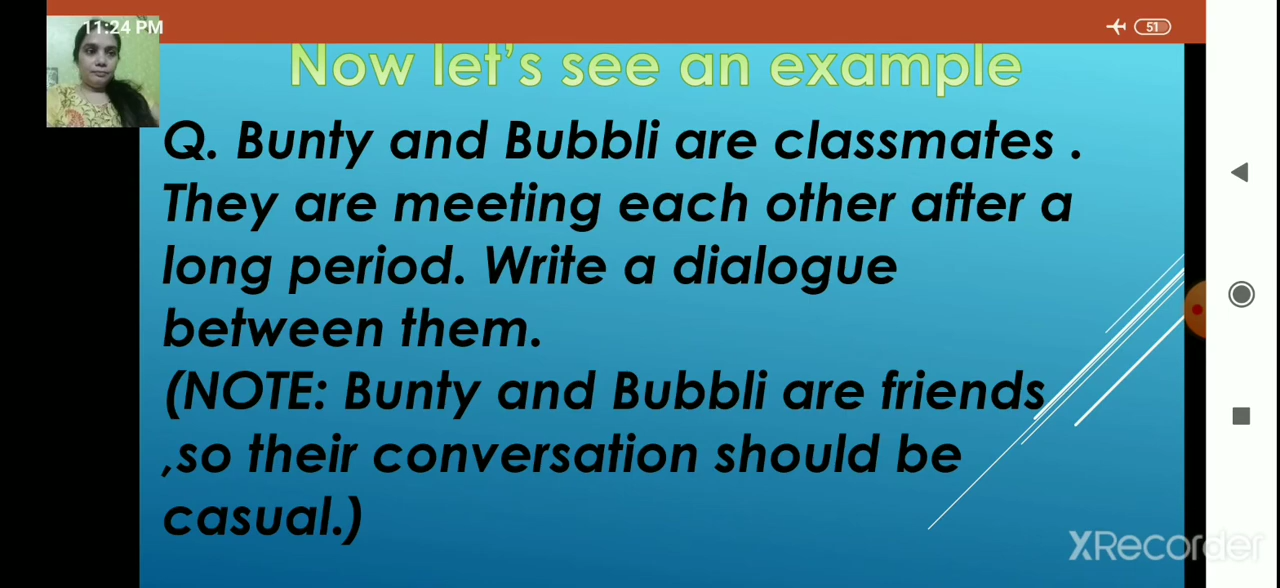 11:24 PM
51
Now let's see an example
Q. Bunty and Bubbli are classmates .
They are meeting each other after a
long period. Write a dialogue
between them.
(NOTE: Bunty and Bubbli are friends
,so their conversation should be
casual.)
XRecorder